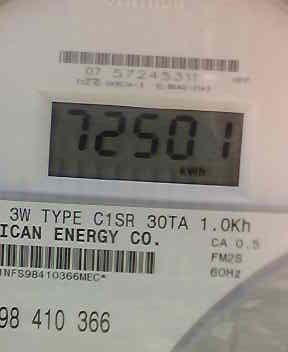 07 57245311
72501
kWh
3W TYPE C1SR 30TA 1.0Kh
ICAN ENERGY CO.
CA 0.5
FM2S
60Hz
1NFS98410366MEC*
98 410 366